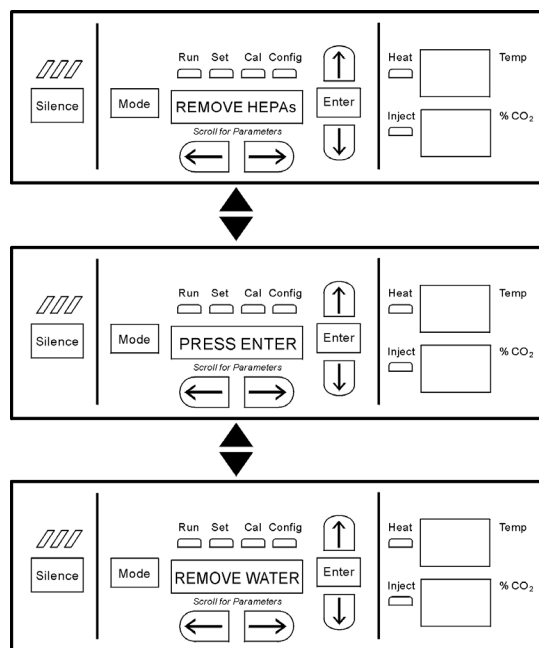 Run Set Cal Config
Heat Temp
Silence Mode REMOVE HEPAs Enter
Inject % CO₂
Scroll for Parameters
Run Set Cal Config
Heat Temp
Silence Mode PRESS ENTER Enter
Inject % CO₂
Scroll for Parameters
Run Set Cal Config
Heat Temp
Silence Mode REMOVE WATER Enter
Inject % CO₂
Scroll for Parameters